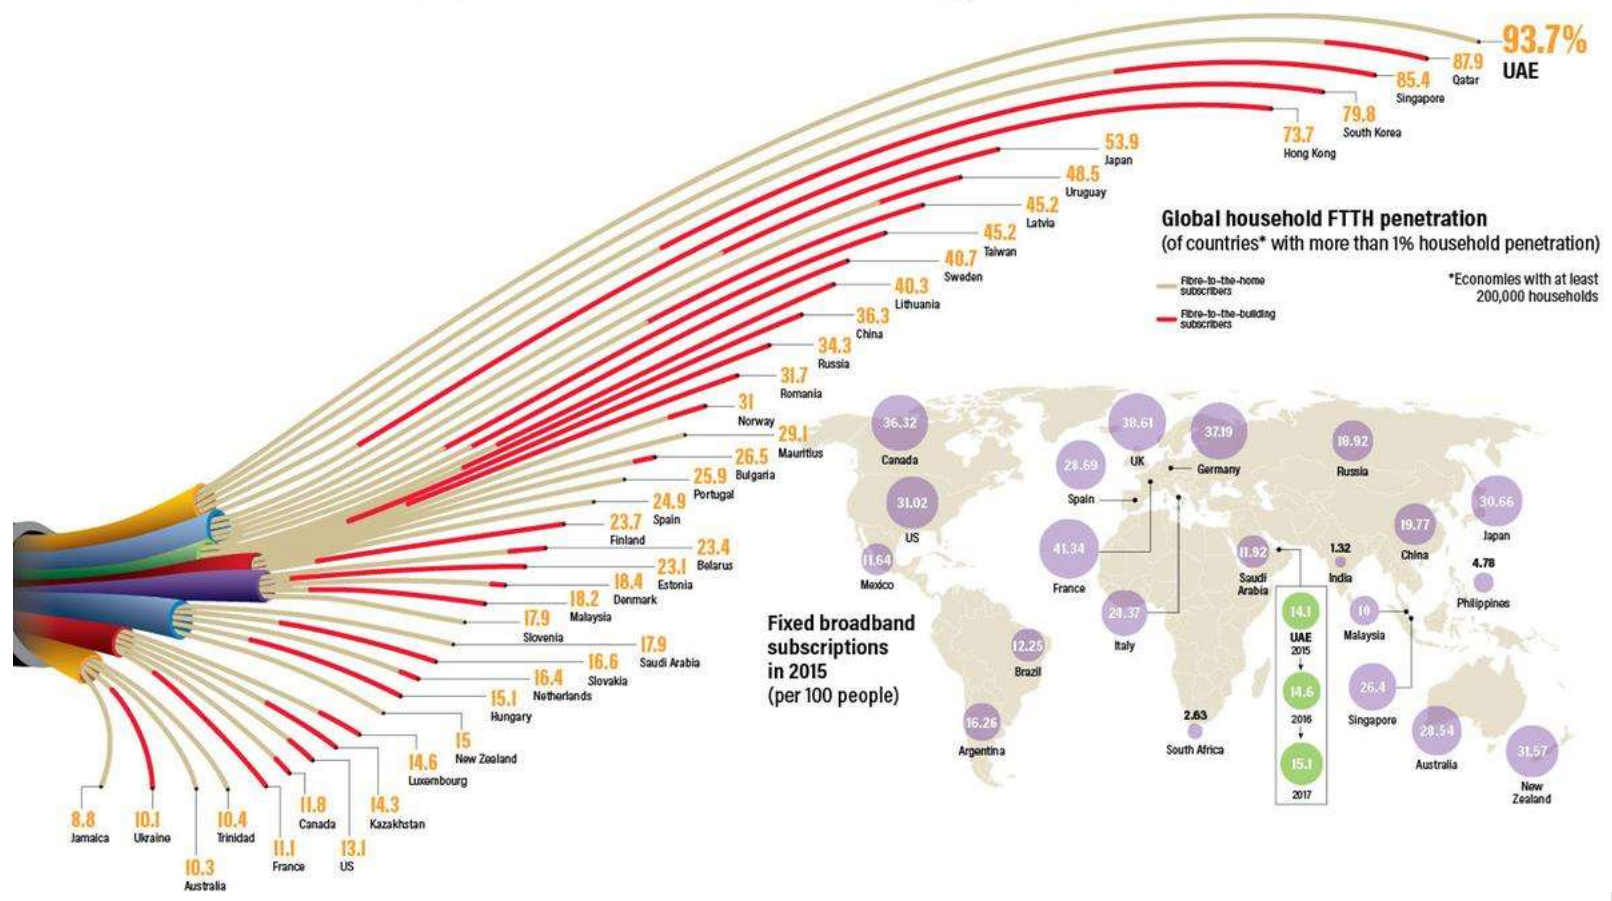 93.7%
UAE
87.9
Qatar
85.4
Singapore
79.8
South Korea
73.7
Hong Kong
53.9
Japan
48.5
Uruguay
45.2
Latvia
45.2
Taiwan
40.7
Sweden
40.3
Lithuania
36.3
China
34.3
Russia
31.7
Romania
31
Norway
29.1
Mauritius
26.5
Bulgaria
25.9
Portugal
24.9
Spain
23.7
Finland
23.4
Belarus
23.1
Estonia
18.4
Denmark
18.2
Malaysia
17.9
Slovenia
17.9
Saudi Arabia
16.6
Slovakia
16.4
Netherlands
15.1
Hungary
15
New Zealand
14.6
Luxembourg
14.3
Kazakhstan
13.1
US
11.8
Canada
11.1
France
10.4
Trinidad
10.3
Australia
10.1
Ukraine
8.8
Jamaica
Global household FTTH penetration
(of countries* with more than 1% household penetration)
Fibre-to-the-home
subscribers
Fibre-to-the-building
subscribers
*Economies with at least
200,000 households
Fixed broadband
subscriptions
in 2015
(per 100 people)
36.32
Canada
31.02
US
11.64
Mexico
12.25
Brazil
16.26
Argentina
38.61
UK
37.19
Germany
28.69
Spain
41.34
France
24.37
Italy
18.92
Russia
30.66
Japan
19.77
China
11.92
Saudi
Arabia
1.32
India
4.78
Philippines
14.1
UAE
2015
14.6
2016
15.1
2017
10
Malaysia
26.4
Singapore
2.63
South Africa
28.54
Australia
31.57
New
Zealand